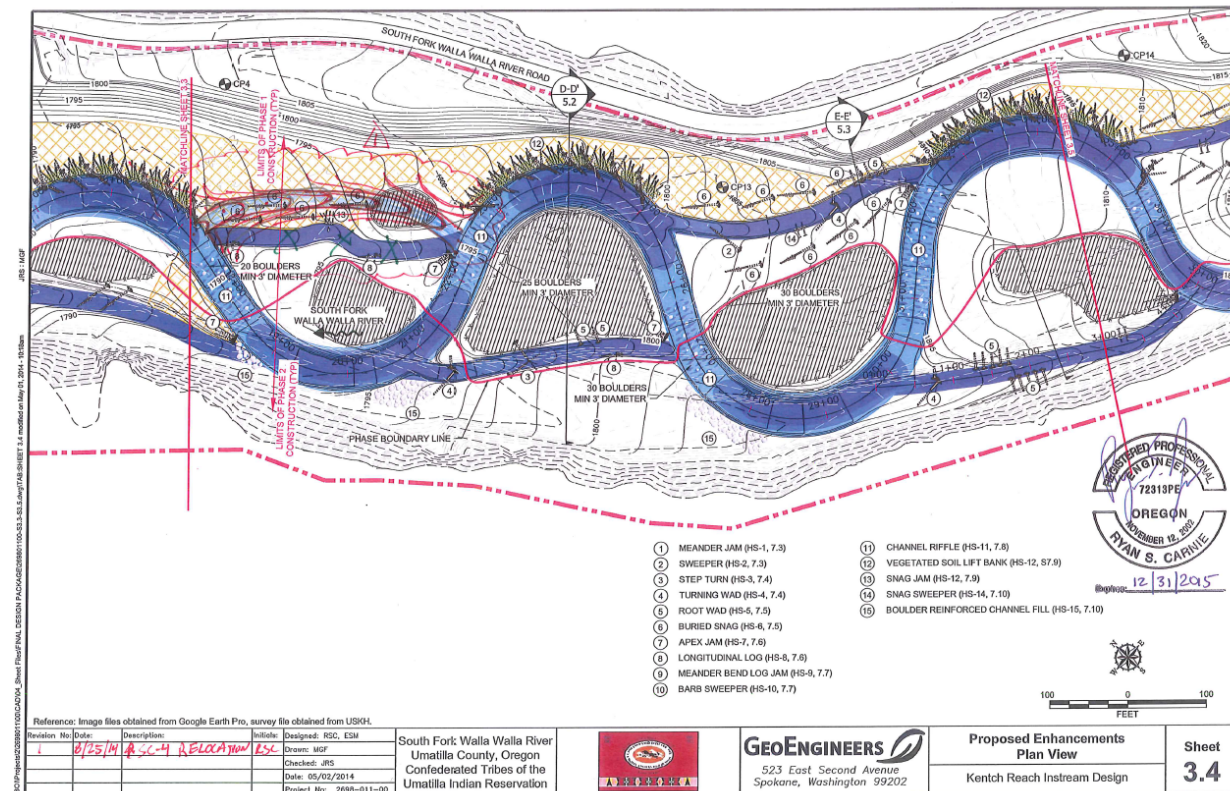 SOUTH FORK WALLA WALLA RIVER ROAD
D-D'
5.2
E-E'
5.3
CP14
CP4
CP13
1800
1795
1805
1810
1815
1820
MATCHLINE SHEET 3.3
LIMITS OF PHASE 1
CONSTRUCTION (TYP)
MATCHLINE SHEET 3.5
20 BOULDERS
MIN 3' DIAMETER
25 BOULDERS
MIN 3' DIAMETER
30 BOULDERS
MIN 3' DIAMETER
SOUTH FORK
WALLA WALLA RIVER
30 BOULDERS
MIN 3' DIAMETER
LIMITS OF PHASE 2
CONSTRUCTION (TYP)
PHASE BOUNDARY LINE
JRS : MGF
REGISTERED PROFESSIONAL
ENGINEER
72313PE
OREGON
NOVEMBER 12, 2002
RYAN S. CARNIE
Expires: 12/31/2015
1 MEANDER JAM (HS-1, 7.3)
2 SWEEPER (HS-2, 7.3)
3 STEP TURN (HS-3, 7.4)
4 TURNING WAD (HS-4, 7.4)
5 ROOT WAD (HS-5, 7.5)
6 BURIED SNAG (HS-6, 7.5)
7 APEX JAM (HS-7, 7.6)
8 LONGITUDINAL LOG (HS-8, 7.6)
9 MEANDER BEND LOG JAM (HS-9, 7.7)
10 BARB SWEEPER (HS-10, 7.7)
11 CHANNEL RIFFLE (HS-11, 7.8)
12 VEGETATED SOIL LIFT BANK (HS-12, S7.9)
13 SNAG JAM (HS-12, 7.9)
14 SNAG SWEEPER (HS-14, 7.10)
15 BOULDER REINFORCED CHANNEL FILL (HS-15, 7.10)
N E S W
100 0 100
FEET
Reference: Image files obtained from Google Earth Pro, survey file obtained from USKH.
Revision No: Date: Description: Initials:
1 8/25/14 RSC-4 RELOCATION RSC
Designed: RSC, ESM
Drawn: MGF
Checked: JRS
Date: 05/02/2014
Project No: 2698-011-00
South Fork Walla Walla River
Umatilla County, Oregon
Confederated Tribes of the
Umatilla Indian Reservation
GEOENGINEERS
523 East Second Avenue
Spokane, Washington 99202
Proposed Enhancements
Plan View
Kentch Reach Instream Design
Sheet
3.4